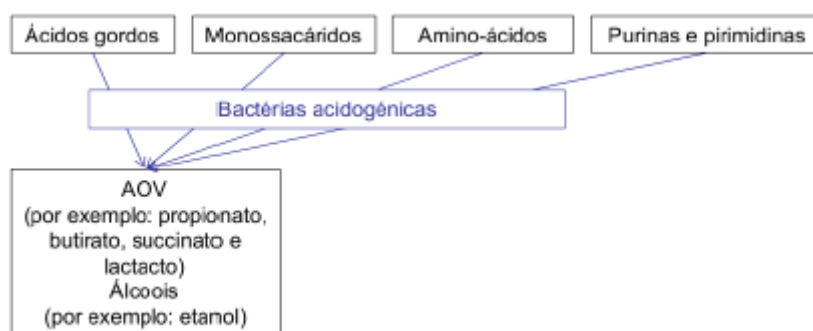 Ácidos gordos
Monossacáridos
Amino-ácidos
Purinas e pirimidinas
Bactérias acidogénicas
AOV
(por exemplo: propionato,
butirato, succinato e
lactacto)
Álcoois
(por exemplo: etanol)